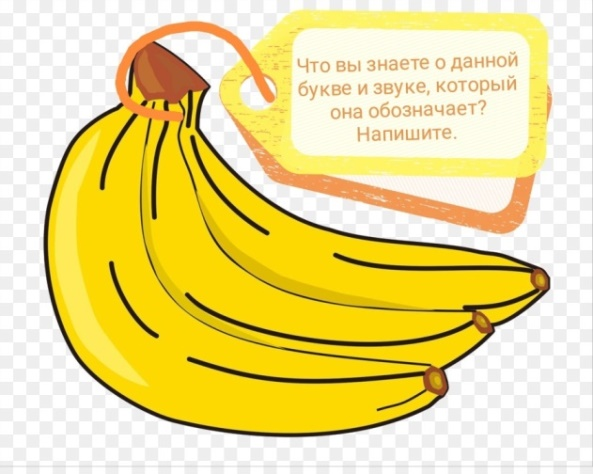 Что вы знаете о данной
букве и звуке, который
она обозначает?
Напишите.